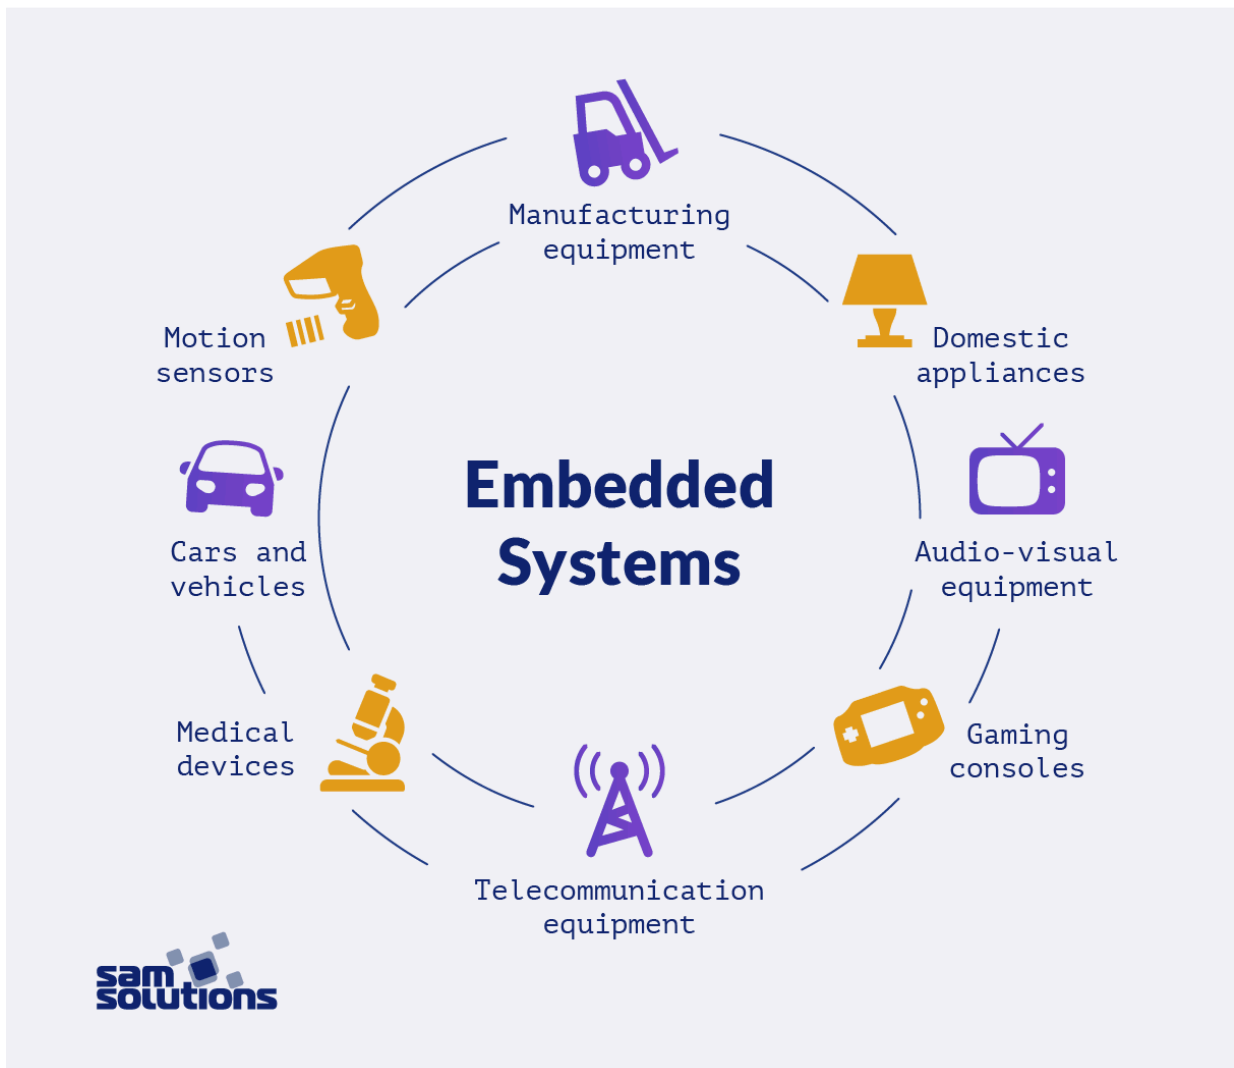 Manufacturing
equipment
Motion
sensors
Domestic
appliances
Embedded
Systems
Cars and
vehicles
Audio-visual
equipment
Medical
devices
Gaming
consoles
Telecommunication
equipment
sam
solutions